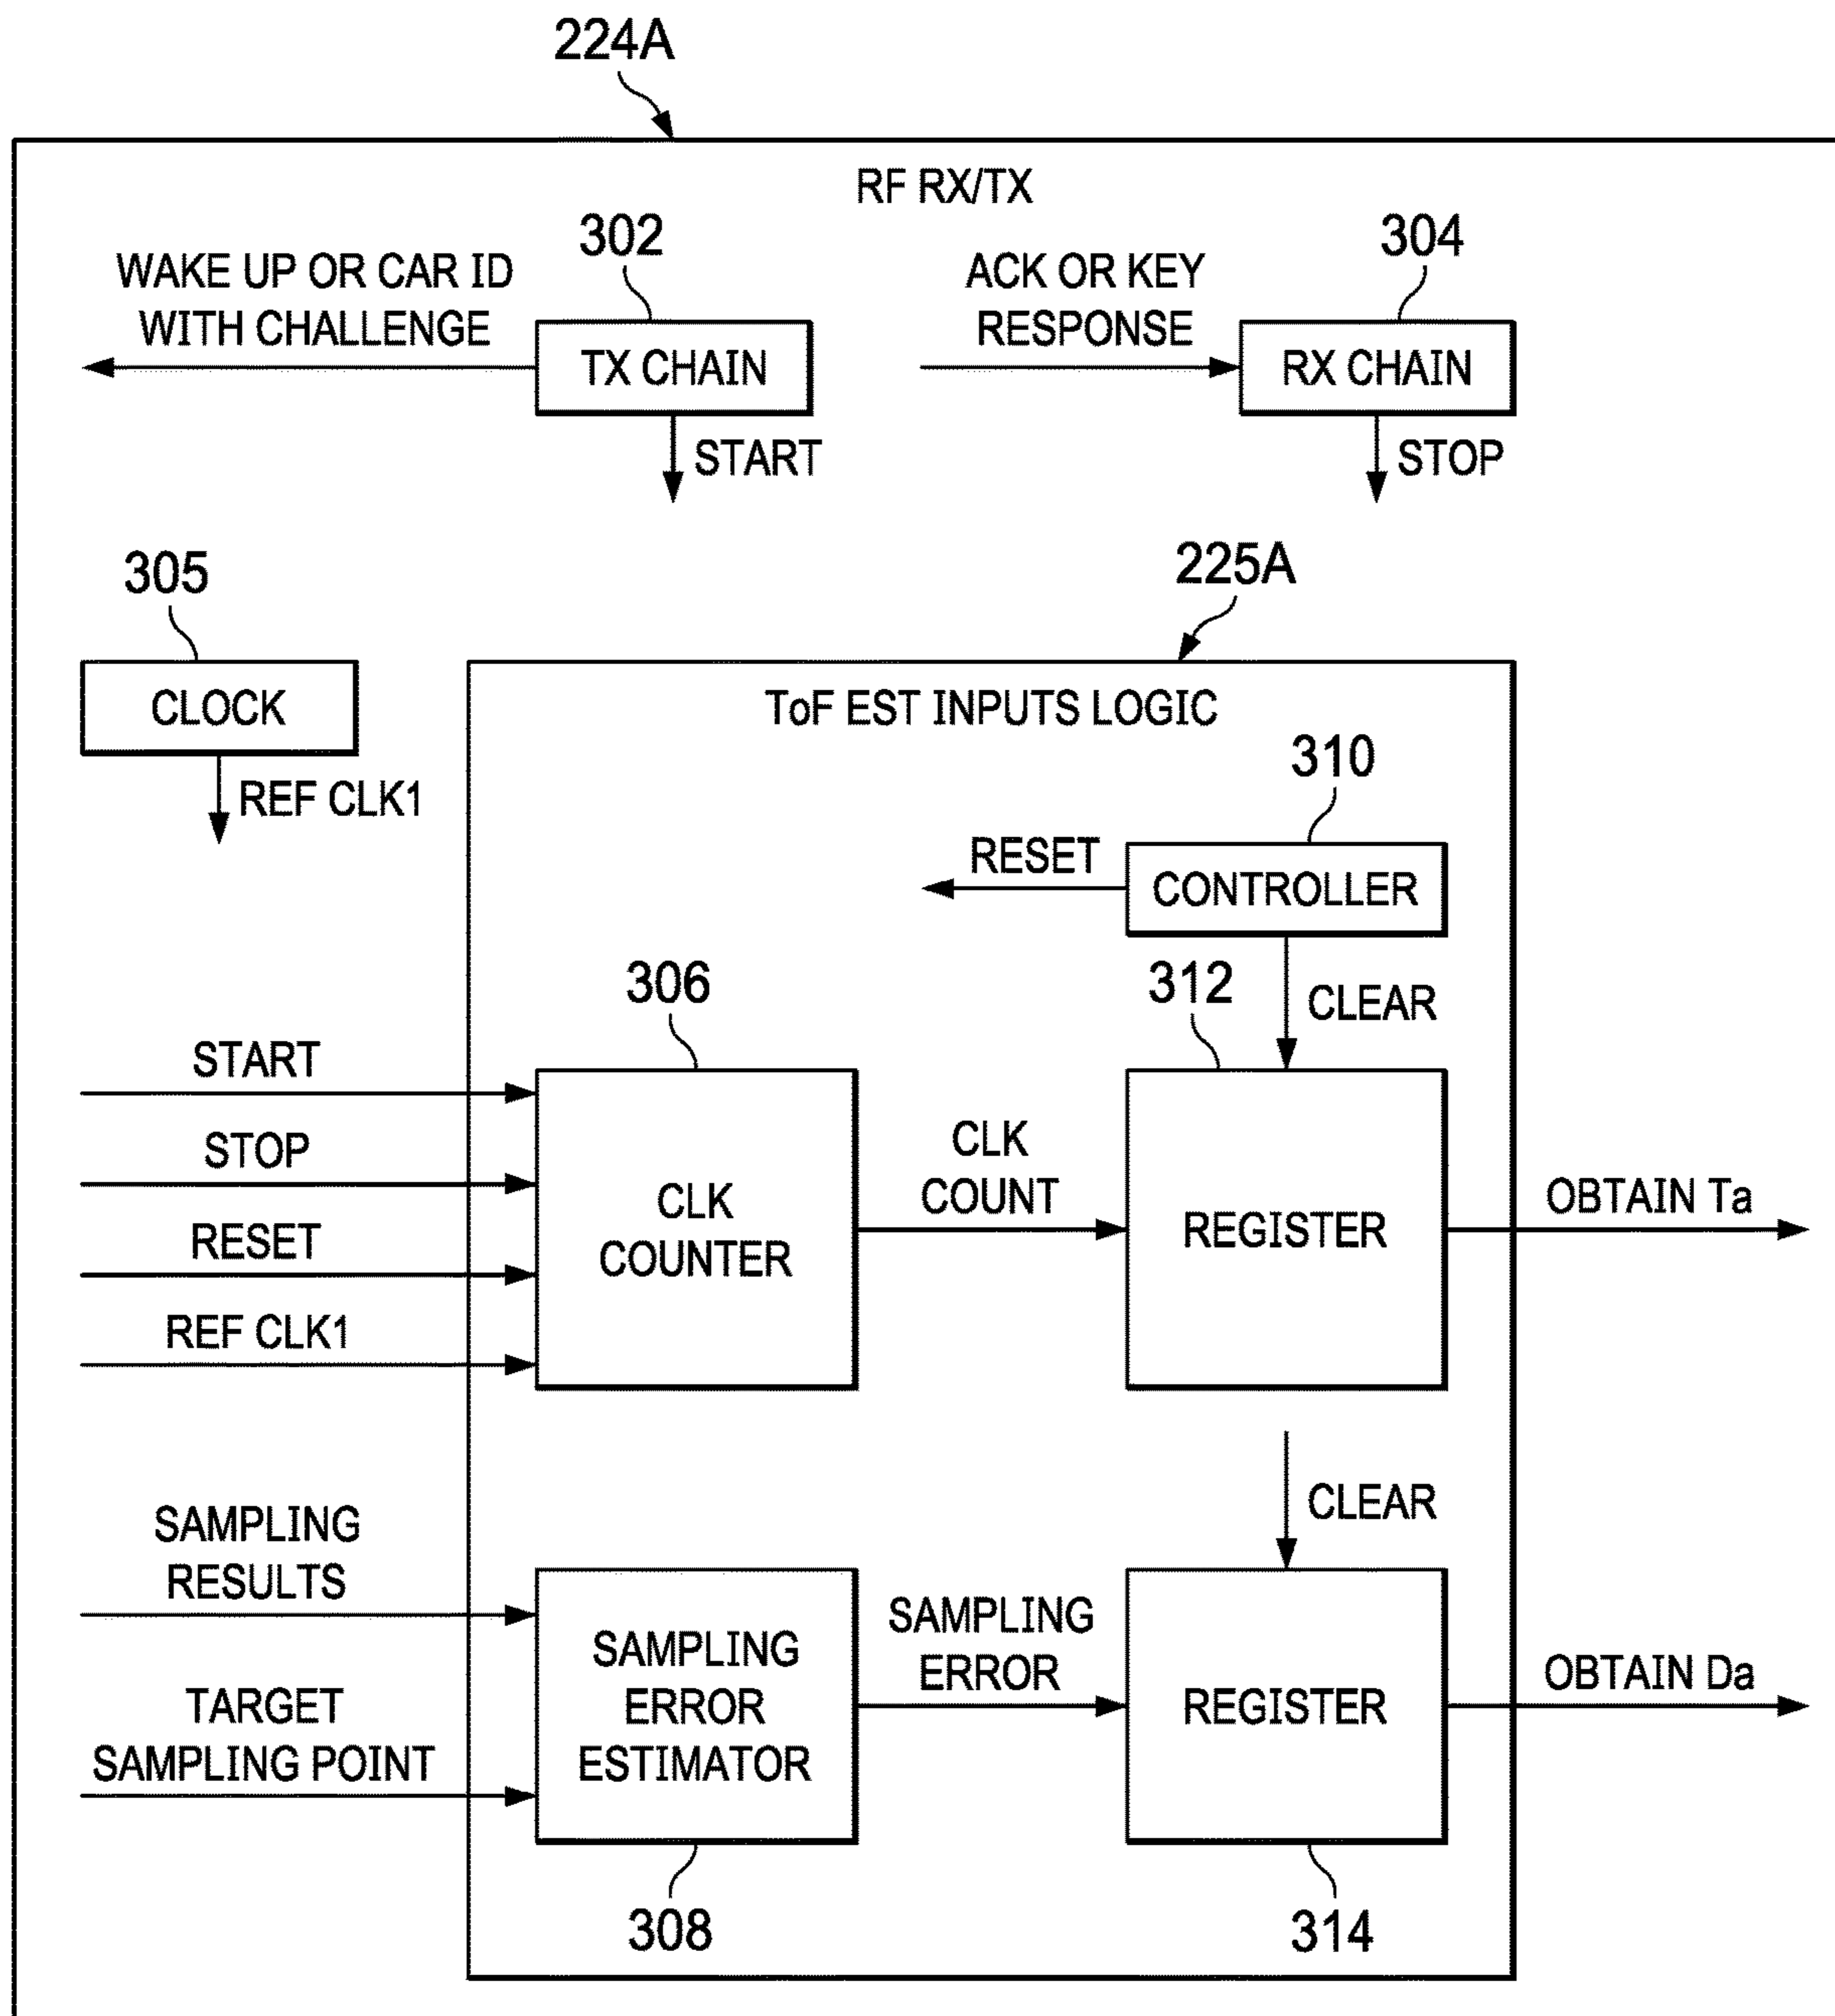 224A
RF RX/TX
302
304
WAKE UP OR CAR ID
WITH CHALLENGE
ACK OR KEY
RESPONSE
TX CHAIN
RX CHAIN
START
STOP
305
225A
CLOCK
ToF EST INPUTS LOGIC
REF CLK1
310
RESET
CONTROLLER
306
312
CLEAR
START
STOP
RESET
REF CLK1
CLK
COUNTER
CLK
COUNT
REGISTER
OBTAIN Ta
CLEAR
SAMPLING
RESULTS
TARGET
SAMPLING POINT
SAMPLING
ERROR
ESTIMATOR
SAMPLING
ERROR
REGISTER
OBTAIN Da
308
314